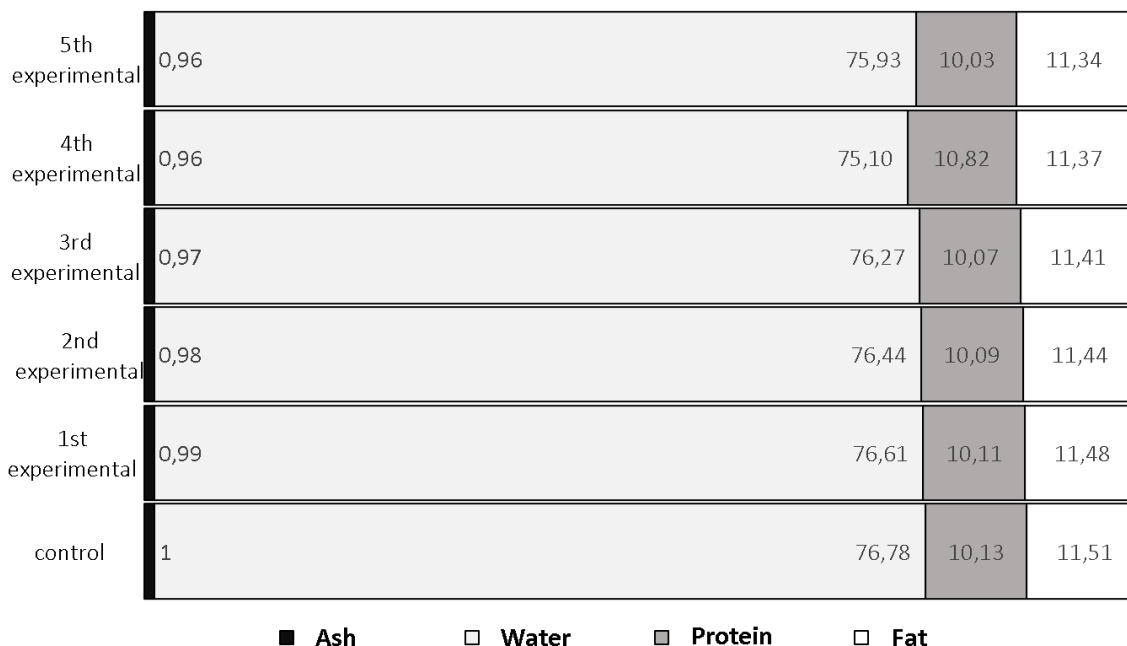 5th
experimental
0,96 75,93 10,03 11,34
4th
experimental
0,96 75,10 10,82 11,37
3rd
experimental
0,97 76,27 10,07 11,41
2nd
experimental
0,98 76,44 10,09 11,44
1st
experimental
0,99 76,61 10,11 11,48
control 1 76,78 10,13 11,51
Ash Water Protein Fat